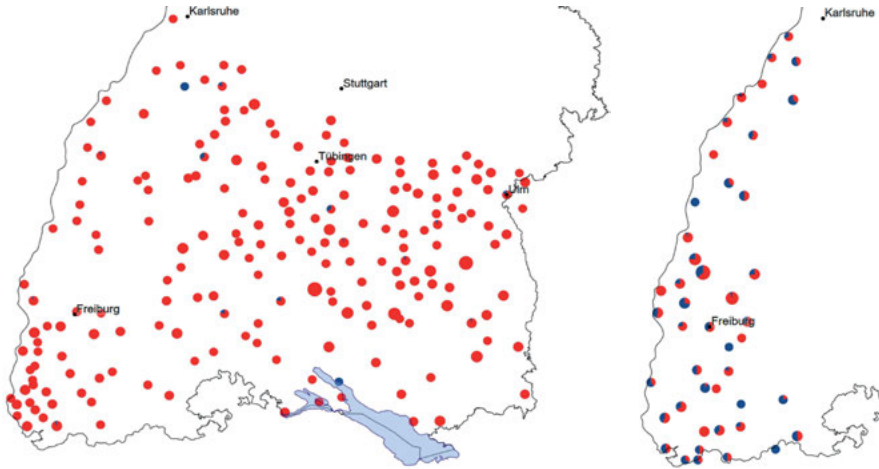 Karlsruhe
Stuttgart
Tübingen
Ulm
Freiburg
Karlsruhe
Freiburg